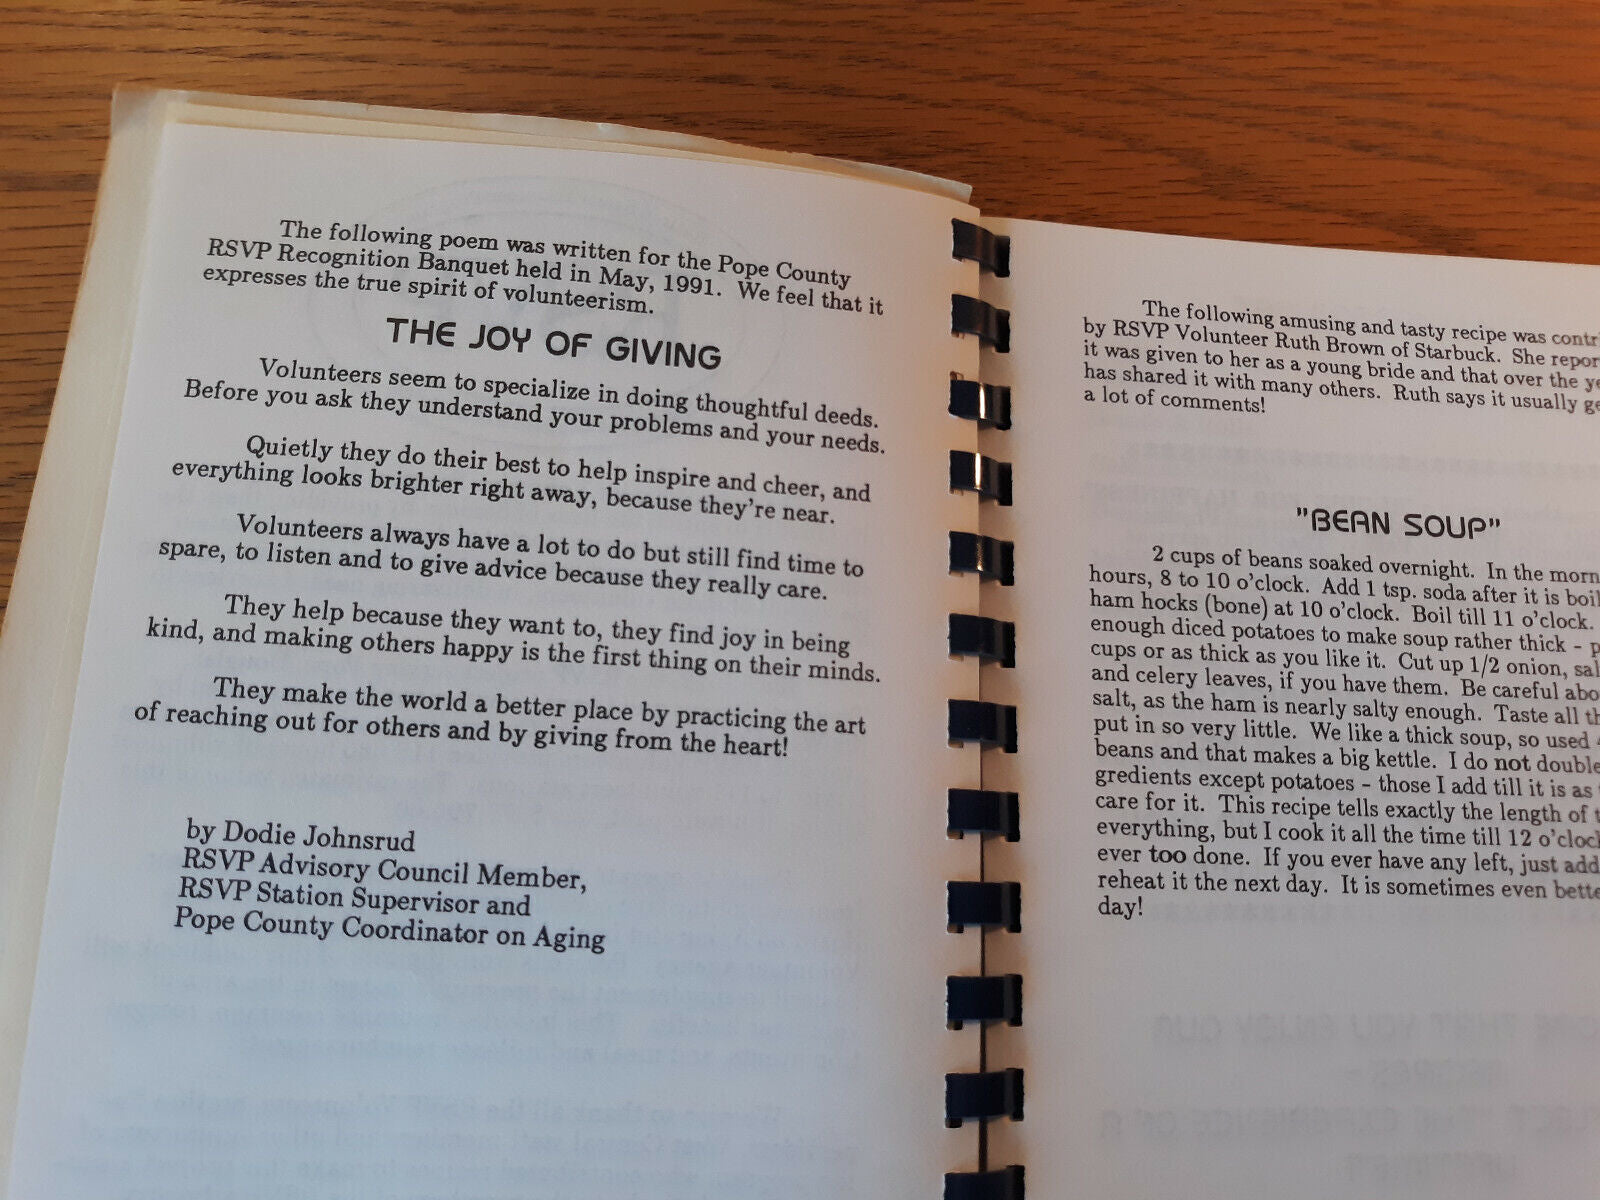 The following poem was written for the Pope County
RSVP Recognition Banquet held in May, 1991. We feel that it
expresses the true spirit of volunteerism.
THE JOY OF GIVING
Volunteers seem to specialize in doing thoughtful deeds.
Before you ask they understand your problems and your needs.
Quietly they do their best to help inspire and cheer, and
everything looks brighter right away, because they're near.
Volunteers always have a lot to do but still find time to
spare, to listen and to give advice because they really care.
They help because they want to, they find joy in being
kind, and making others happy is the first thing on their minds.
They make the world a better place by practicing the art
of reaching out for others and by giving from the heart!
by Dodie Johnsrud
RSVP Advisory Council Member,
RSVP Station Supervisor and
Pope County Coordinator on Aging
The following amusing and tasty recipe was
by RSVP Volunteer Ruth Brown of Starbuck. She
it was given to her as a young bride and that over the
has shared it with many others. Ruth says it usually
a lot of comments!
"BEAN SOUP"
2 cups of beans soaked overnight. In the
hours, 8 to 10 o'clock. Add 1 tsp. soda after it is
ham hocks (bone) at 10 o'clock. Boil till 11 o'clock.
enough diced potatoes to make soup rather thick -
cups or as thick as you like it. Cut up 1/2 onion,
and celery leaves, if you have them. Be careful
salt, as the ham is nearly salty enough. Taste all
put in so very little. We like a thick soup, so used
beans and that makes a big kettle. I do not double
gredients except potatoes - those I add till it is as
care for it. This recipe tells exactly the length of
everything, but I cook it all the time till 12
ever too done. If you ever have any left, just add
reheat it the next day. It is sometimes even
day!